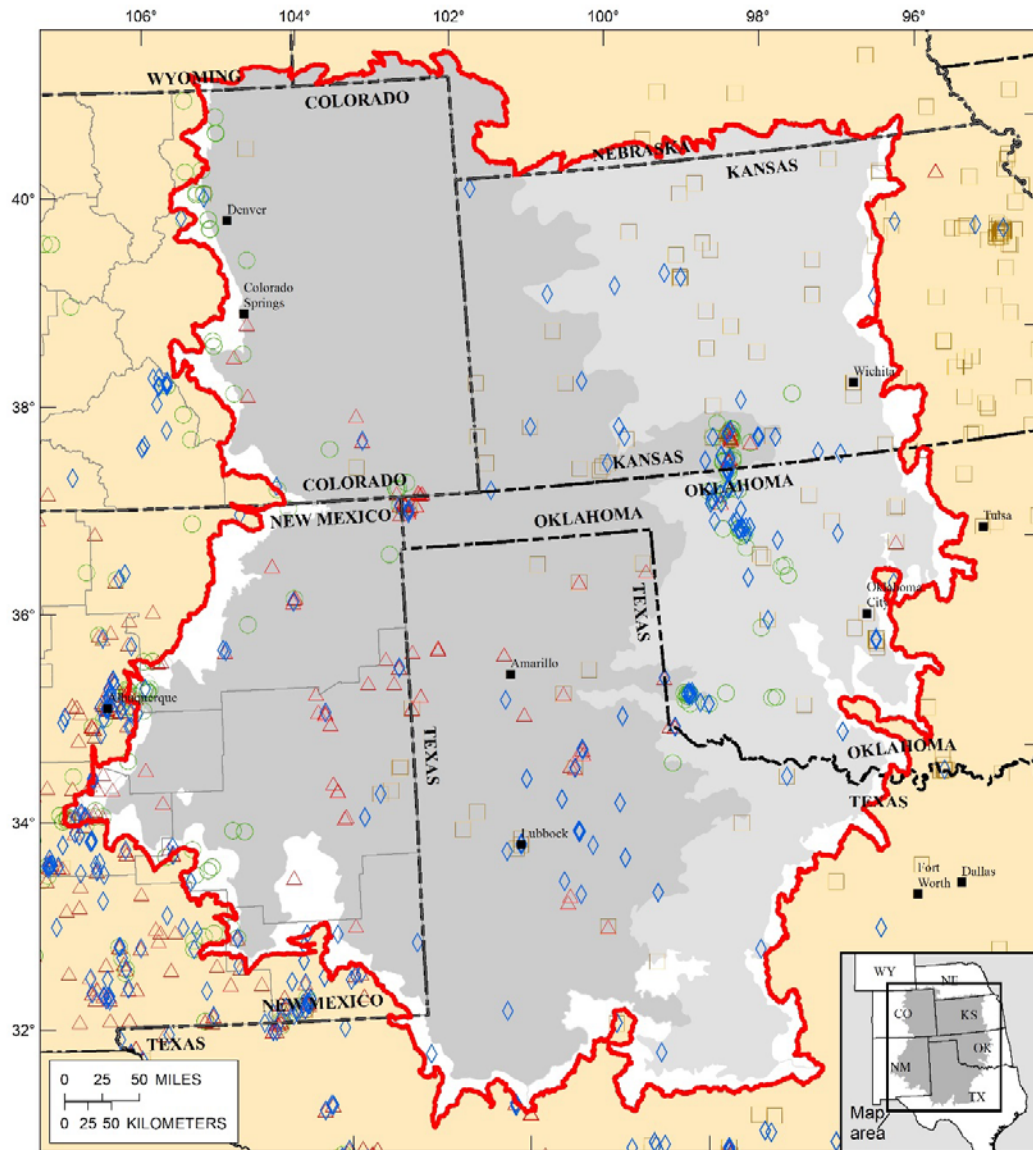 106° 104° 102 100° 98° 96°
WYOMING
COLORADO
NEBRASKA
KANSAS
40°
Denver
Colorado
Springs
Wichita
38°
KANSAS
COLORADO
OKLAHOMA
NEW MEXICO
OKLAHOMA
Tulsa
36°
TEXAS
Oklahoma
City
Amarillo
Albuquerque
TEXAS
OKLAHOMA
TEXAS
34°
Lubbock
Fort
Worth
Dallas
NEW MEXICO
32°
TEXAS
0 25 50 MILES
0 25 50 KILOMETERS
WY
NE
CO
KS
OK
NM
TX
Map
area